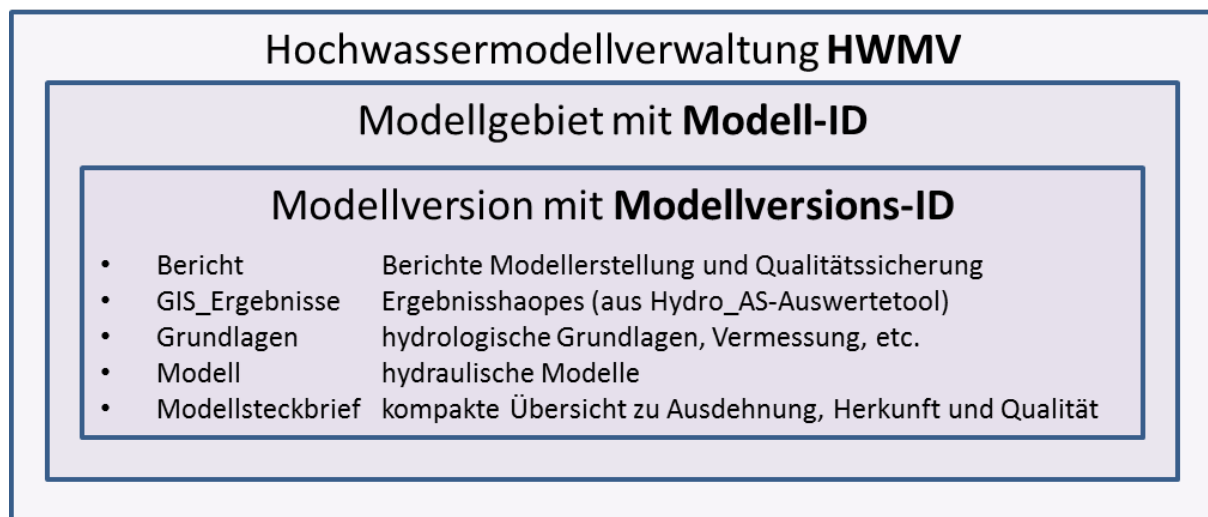 Hochwassermodellverwaltung HWMV
Modellgebiet mit Modell-ID
Modellversion mit Modellversions-ID
• Bericht Berichte Modellerstellung und Qualitätssicherung
• GIS_Ergebnisse Ergebnisshaopes (aus Hydro_AS-Auswertetool)
• Grundlagen hydrologische Grundlagen, Vermessung, etc.
• Modell hydraulische Modelle
• Modellsteckbrief kompakte Übersicht zu Ausdehnung, Herkunft und Qualität